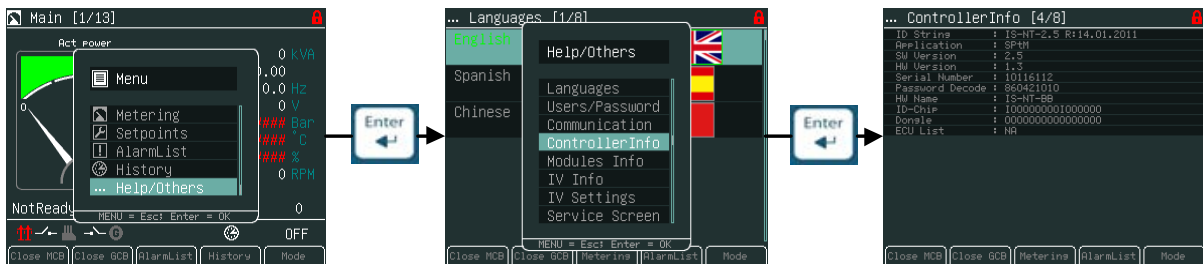 Main [1/13]
Act power
0 kVA
0.00
0.0 Hz
0 V
#### Bar
#### °C
#### %
0 RPM
0
Menu
Metering
Setpoints
AlarmList
History
... Help/Others
MENU = Esc; Enter = OK
NotReady
0
OFF
Close MCB Close GCB AlarmList History Mode
Enter
... Languages [1/8]
English
Spanish
Chinese
Help/Others
Languages
Users/Password
Communication
ControllerInfo
Modules Info
IV Info
IV Settings
Service Screen
MENU = Esc; Enter = OK
Close MCB Close GCB Metering AlarmList Mode
Enter
... ControllerInfo [4/8]
ID String : IS-NT-2.5 R:14.01.2011
Application : SPtM
SW Version : 2.5
HW Version : 1.3
Serial Number : 10116112
Password Decode : 860421010
HW Name : IS-NT-BB
ID-Chip : I000000001000000
Dongle : 0000000000000000
ECU List : NA
Close MCB Close GCB Metering AlarmList Mode